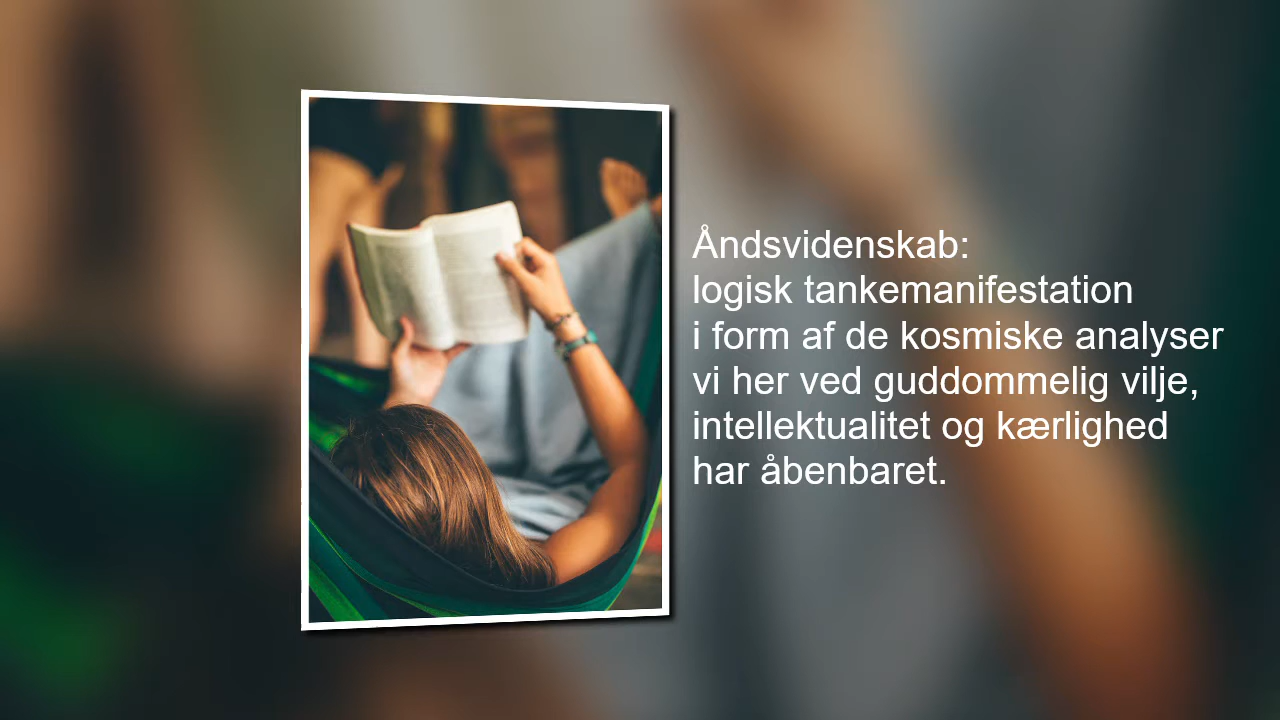 Åndsvidenskab:
logisk tankemanifestation
i form af de kosmiske analyser
vi her ved guddommelig vilje,
intellektualitet og kærlighed
har åbenbaret.